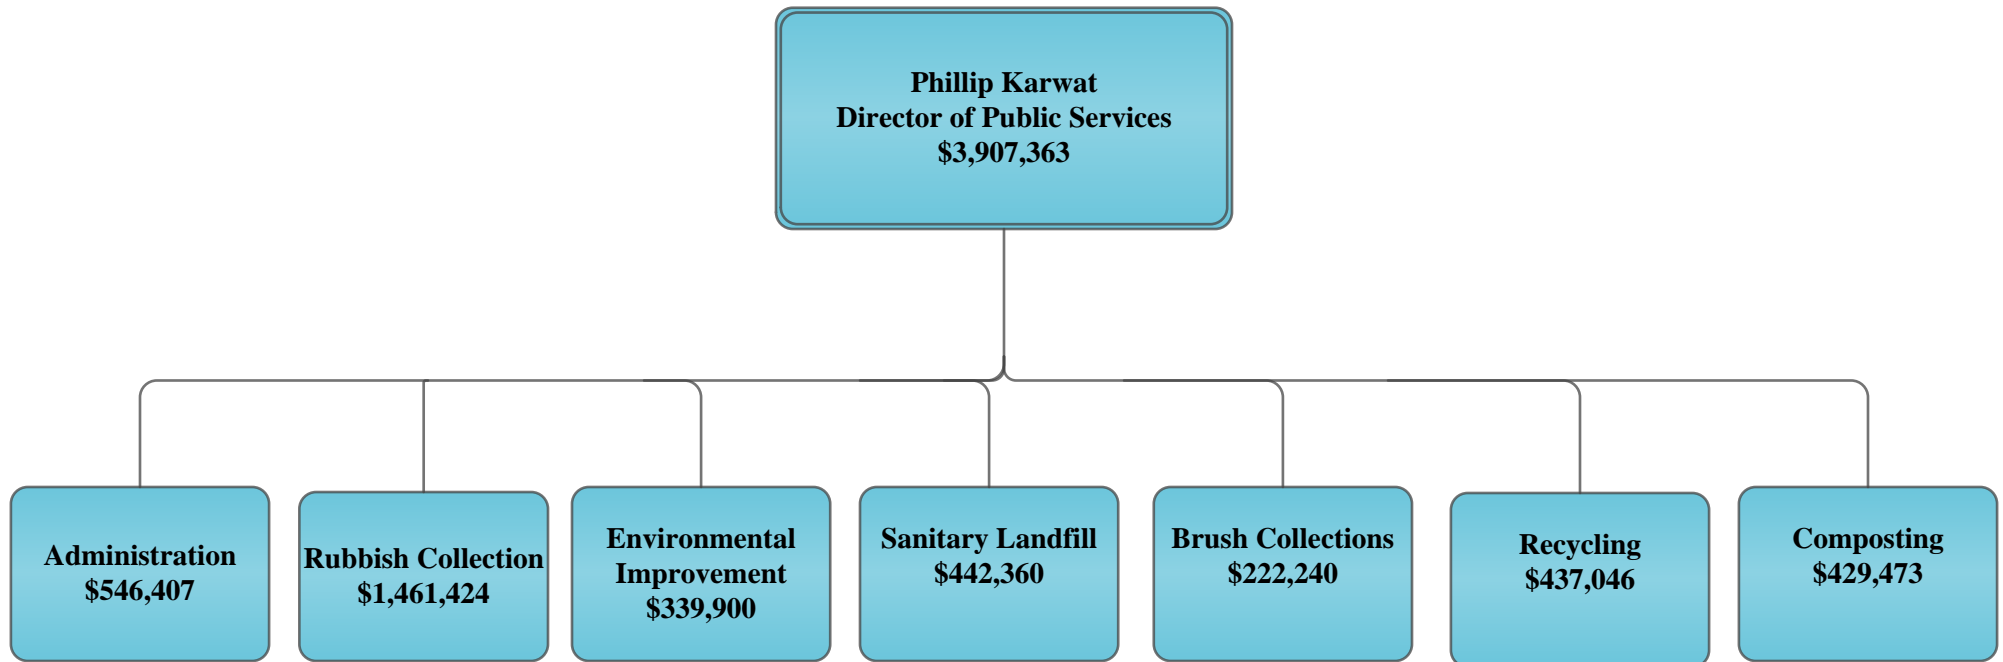 Phillip Karwat
Director of Public Services
$3,907,363
Administration
$546,407
Rubbish Collection
$1,461,424
Environmental
Improvement
$339,900
Sanitary Landfill
$442,360
Brush Collections
$222,240
Recycling
$437,046
Composting
$429,473